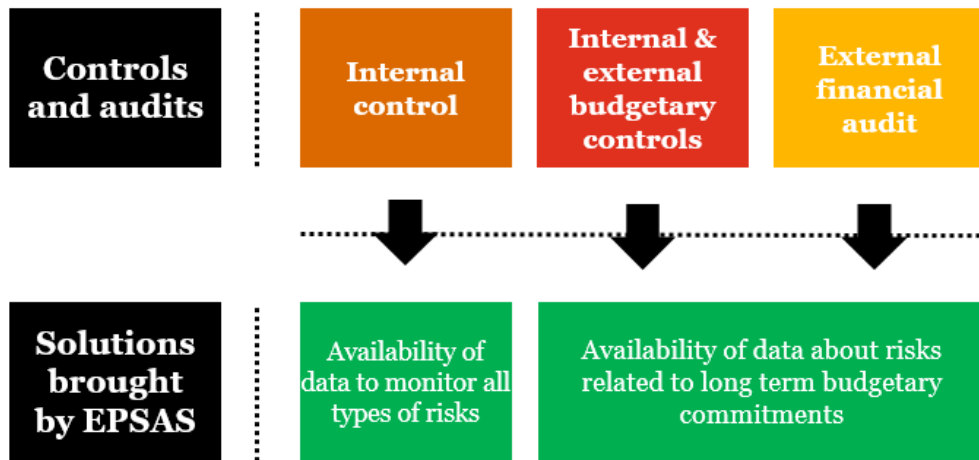 Controls
and audits
Internal
control
Internal &
external
budgetary
controls
External
financial
audit
Solutions
brought
by EPSAS
Availability of
data to monitor all
types of risks
Availability of data about risks
related to long term budgetary
commitments